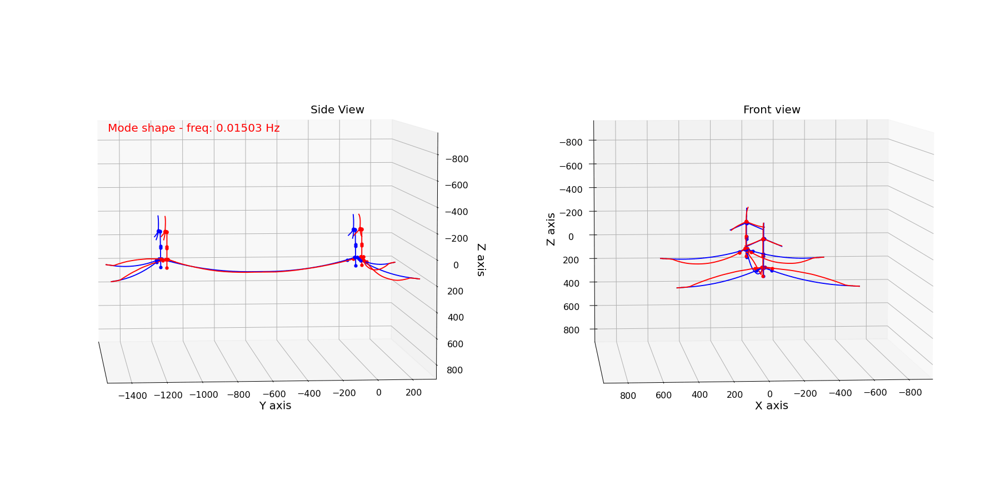 Side View
Mode shape - freq: 0.01503 Hz
−800
−600
−400
−200
0
200
400
600
800
Z axis
−1400 −1200 −1000 −800 −600 −400 −200 0 200
Y axis
Front view
−800
−600
−400
−200
0
200
400
600
800
Z axis
800 600 400 200 0 −200 −400 −600 −800
X axis